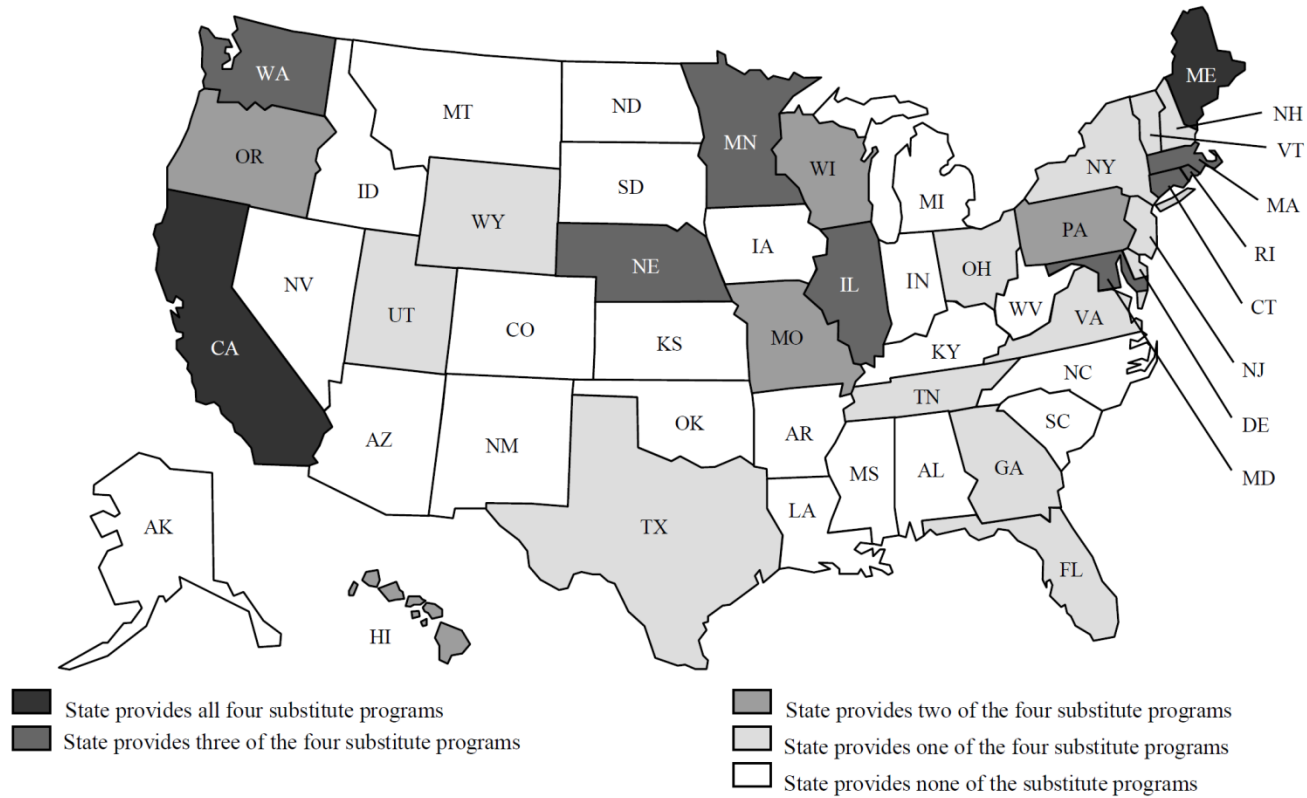 WA
ME
MT
ND
MN
NH
VT
OR
WI
NY
ID
SD
MI
MA
WY
IA
PA
RI
NE
NV
OH
IL
IN
CT
UT
WV
VA
CO
KS
MO
CA
KY
NJ
NC
TN
DE
OK
AR
SC
AZ
NM
MS
AL
GA
MD
LA
AK
TX
FL
HI
State provides all four substitute programs
State provides three of the four substitute programs
State provides two of the four substitute programs
State provides one of the four substitute programs
State provides none of the substitute programs